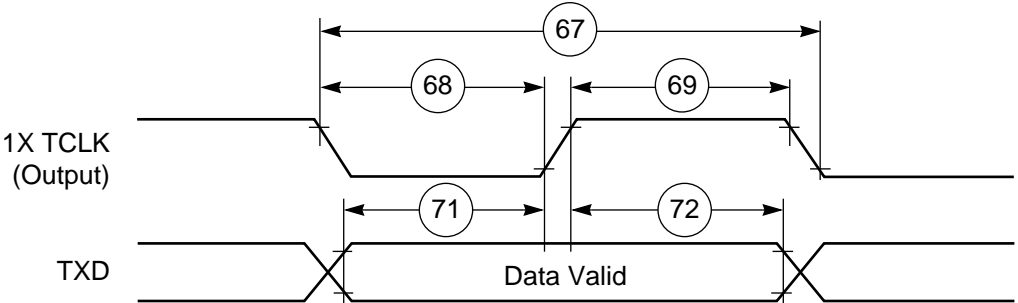 67
68
69
1X TCLK
(Output)
71
72
TXD
Data Valid